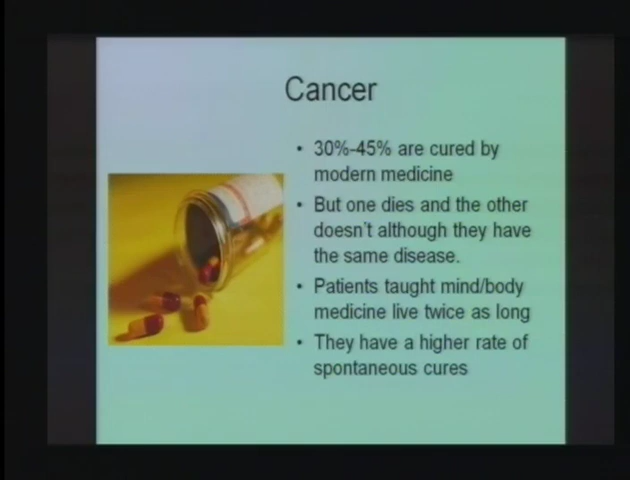 Cancer
• 30%-45% are cured by
modern medicine
• But one dies and the other
doesn't although they have
the same disease.
• Patients taught mind/body
medicine live twice as long
• They have a higher rate of
spontaneous cures